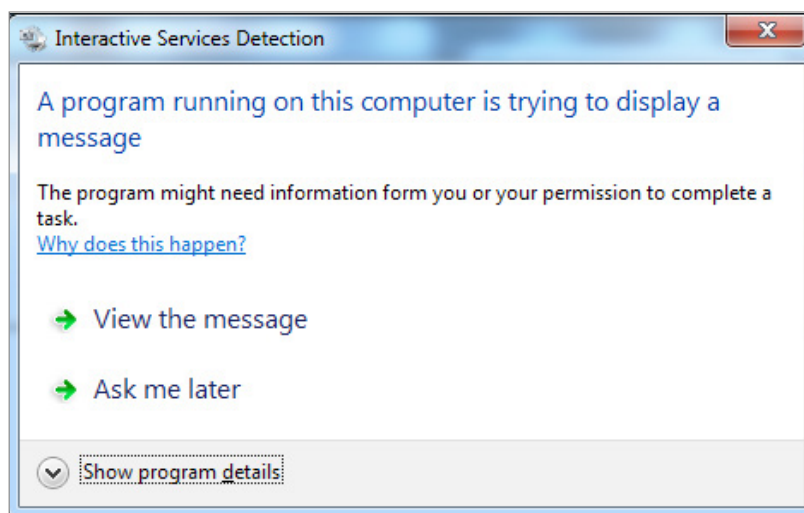 Interactive Services Detection
A program running on this computer is trying to display a
message
The program might need information form you or your permission to complete a
task.
Why does this happen?
View the message
Ask me later
Show program details